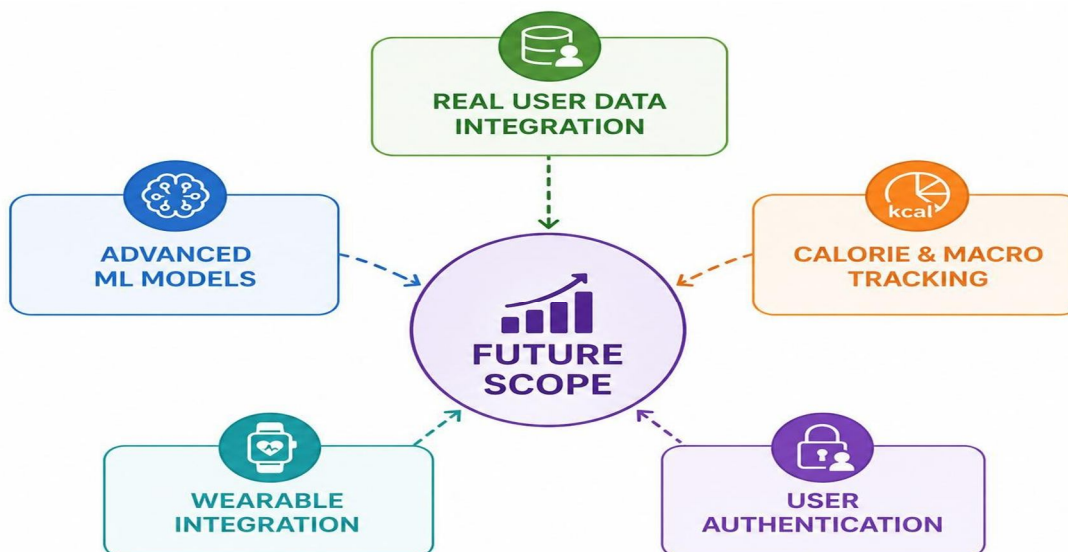 REAL USER DATA
INTEGRATION
ADVANCED
ML MODELS
kcal
CALORIE & MACRO
TRACKING
FUTURE
SCOPE
WEARABLE
INTEGRATION
USER
AUTHENTICATION